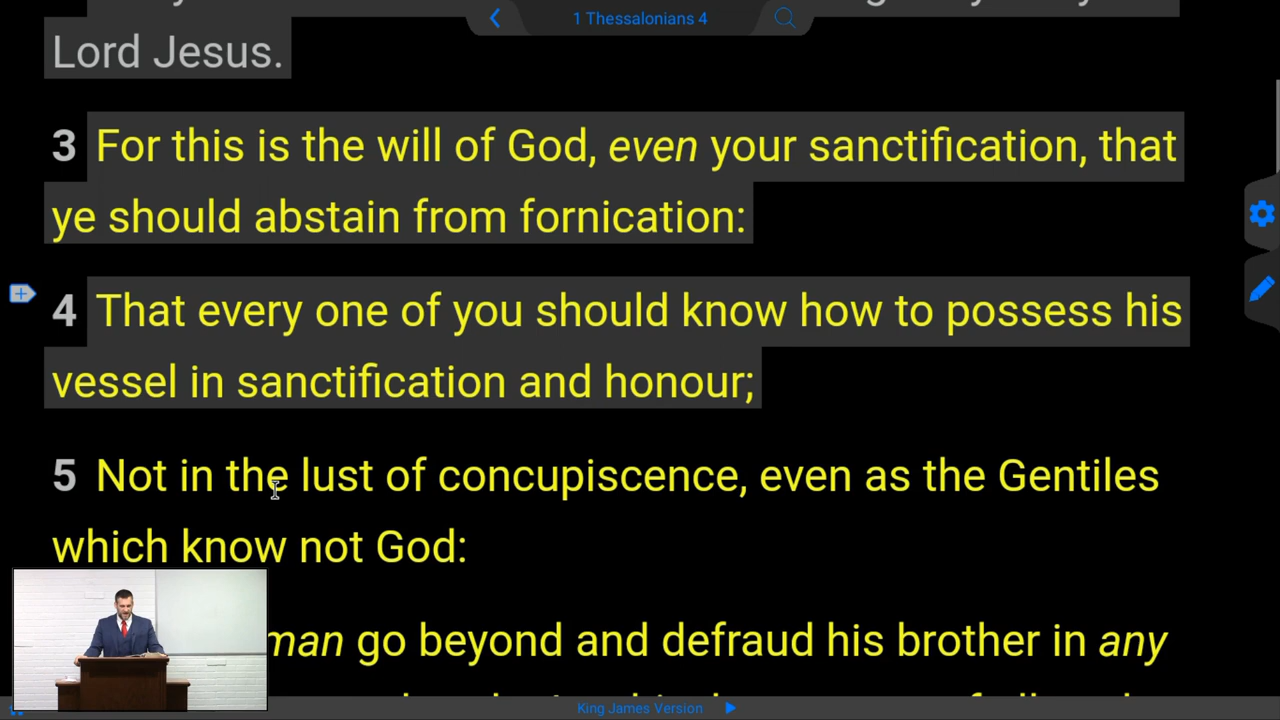 1 Thessalonians 4
Lord Jesus.
3 For this is the will of God, even your sanctification, that
ye should abstain from fornication:
4 That every one of you should know how to possess his
vessel in sanctification and honour;
5 Not in the lust of concupiscence, even as the Gentiles
which know not God:
man go beyond and defraud his brother in any
King James Version